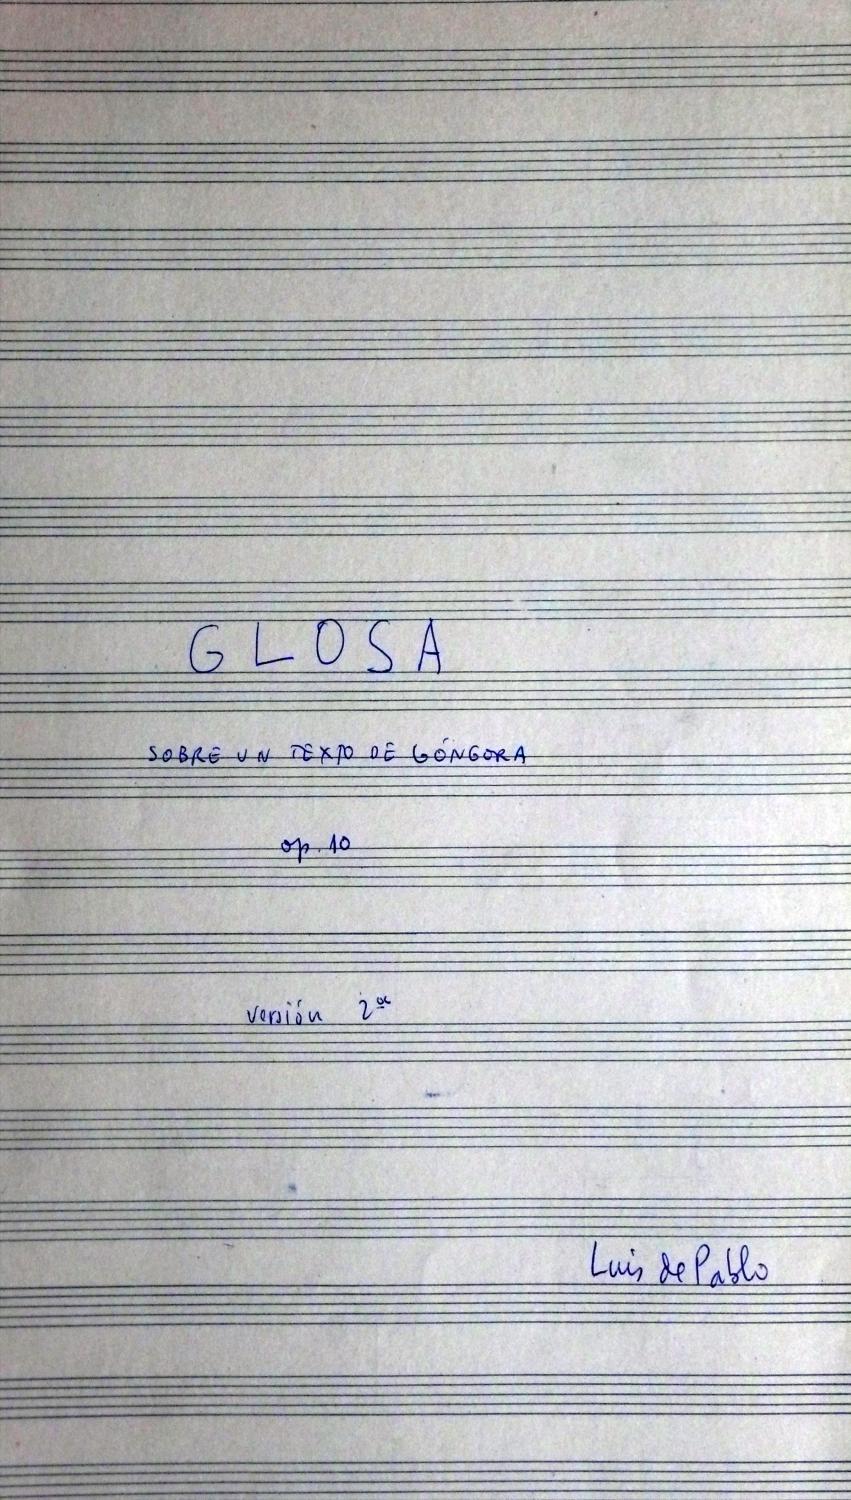 GLOSA
SOBRE UN TEXTO DE GÓNGORA
op. 10
versión 2ª
Luis de Pablo